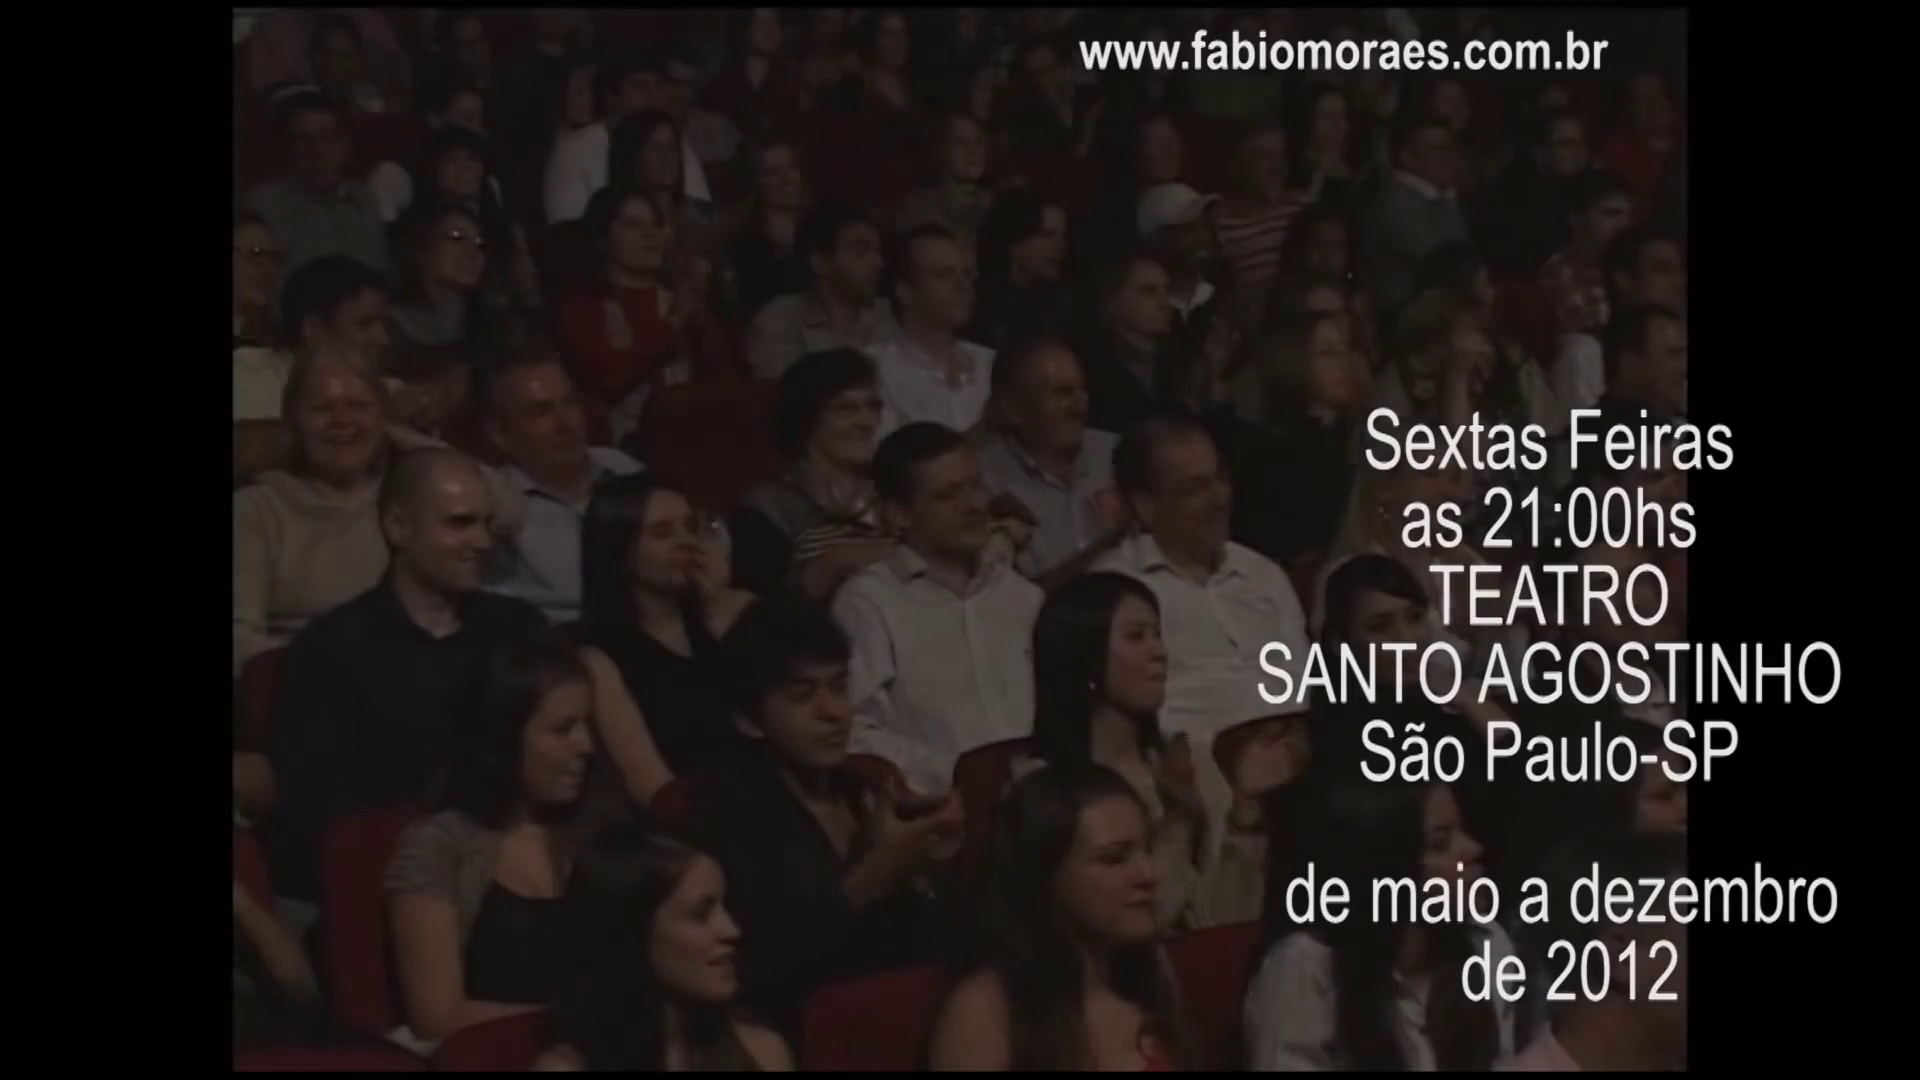 www.fabiomoraes.com.br
Sextas Feiras
as 21:00hs
TEATRO
SANTO AGOSTINHO
São Paulo-SP
de maio a dezembro
de 2012